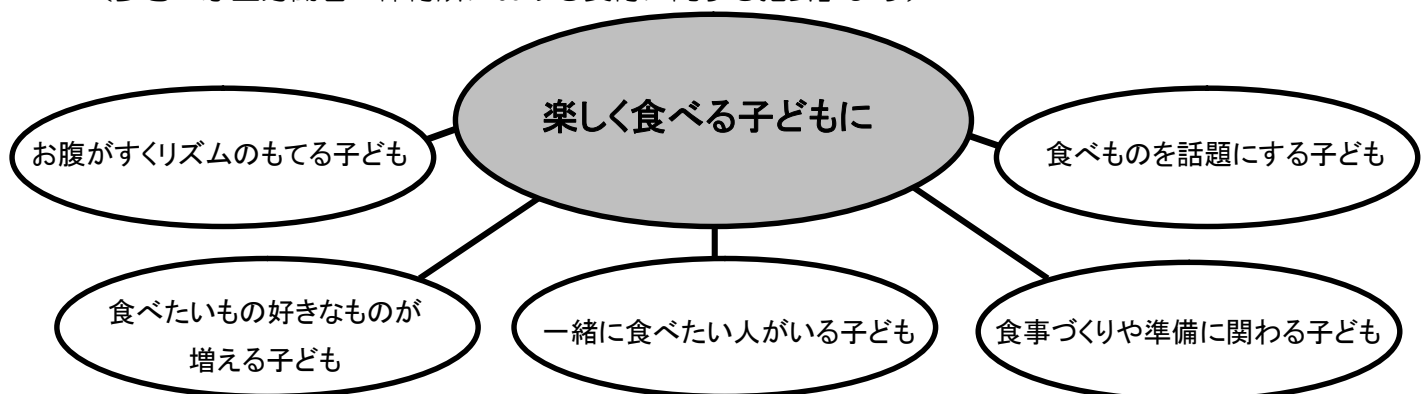 楽しく食べる子どもに
お腹がすくリズムのもてる子ども
食べものを話題にする子ども
食べたいもの好きなものが
増える子ども
一緒に食べたい人がいる子ども
食事づくりや準備に関わる子ども